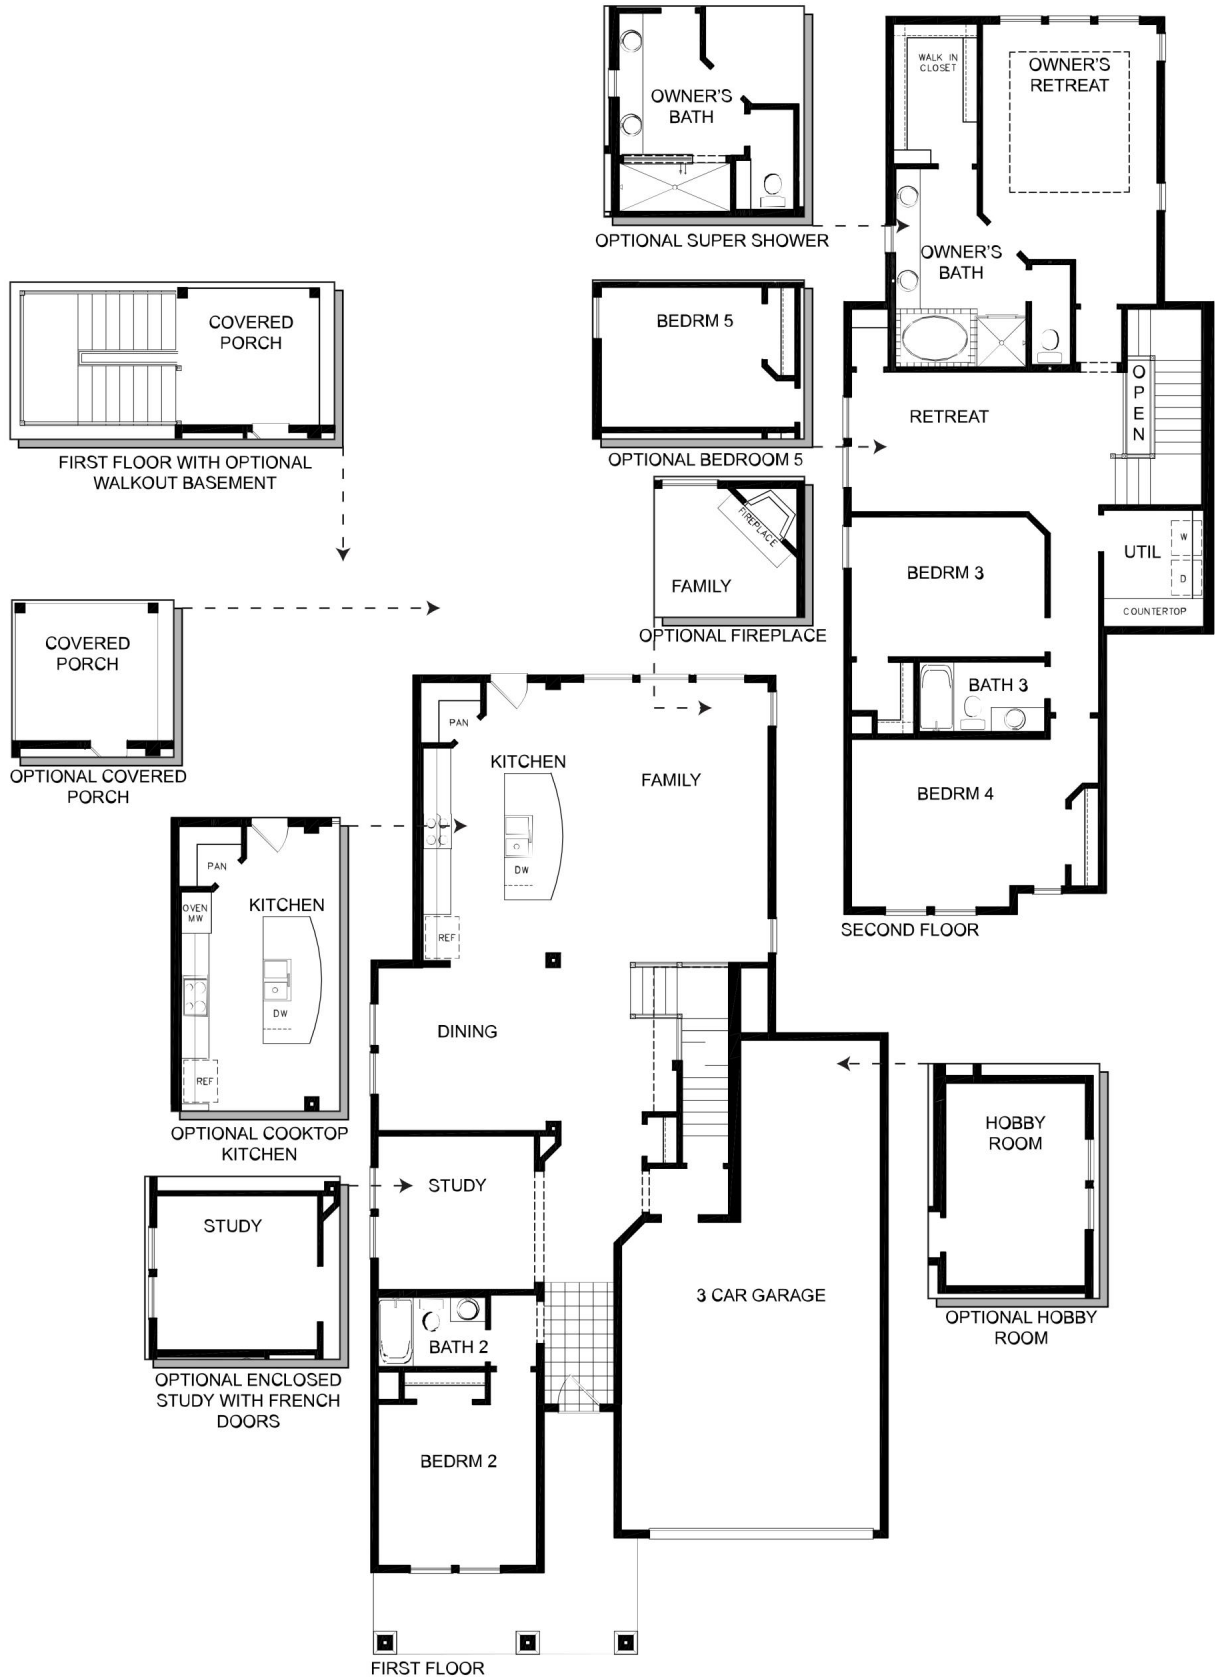 OWNER'S
BATH
OPTIONAL SUPER SHOWER
WALK IN
CLOSET
OWNER'S
RETREAT
OWNER'S
BATH
COVERED
PORCH
FIRST FLOOR WITH OPTIONAL
WALKOUT BASEMENT
BEDRM 5
OPTIONAL BEDROOM 5
RETREAT
OPEN
FIREPLACE
FAMILY
OPTIONAL FIREPLACE
BEDRM 3
UTIL
W
D
COUNTERTOP
BATH 3
BEDRM 4
SECOND FLOOR
COVERED
PORCH
OPTIONAL COVERED
PORCH
PAN
KITCHEN
FAMILY
DW
REF
PAN
OVEN
MW
KITCHEN
DW
REF
OPTIONAL COOKTOP
KITCHEN
DINING
STUDY
STUDY
OPTIONAL ENCLOSED
STUDY WITH FRENCH
DOORS
3 CAR GARAGE
HOBBY
ROOM
OPTIONAL HOBBY
ROOM
BATH 2
BEDRM 2
FIRST FLOOR